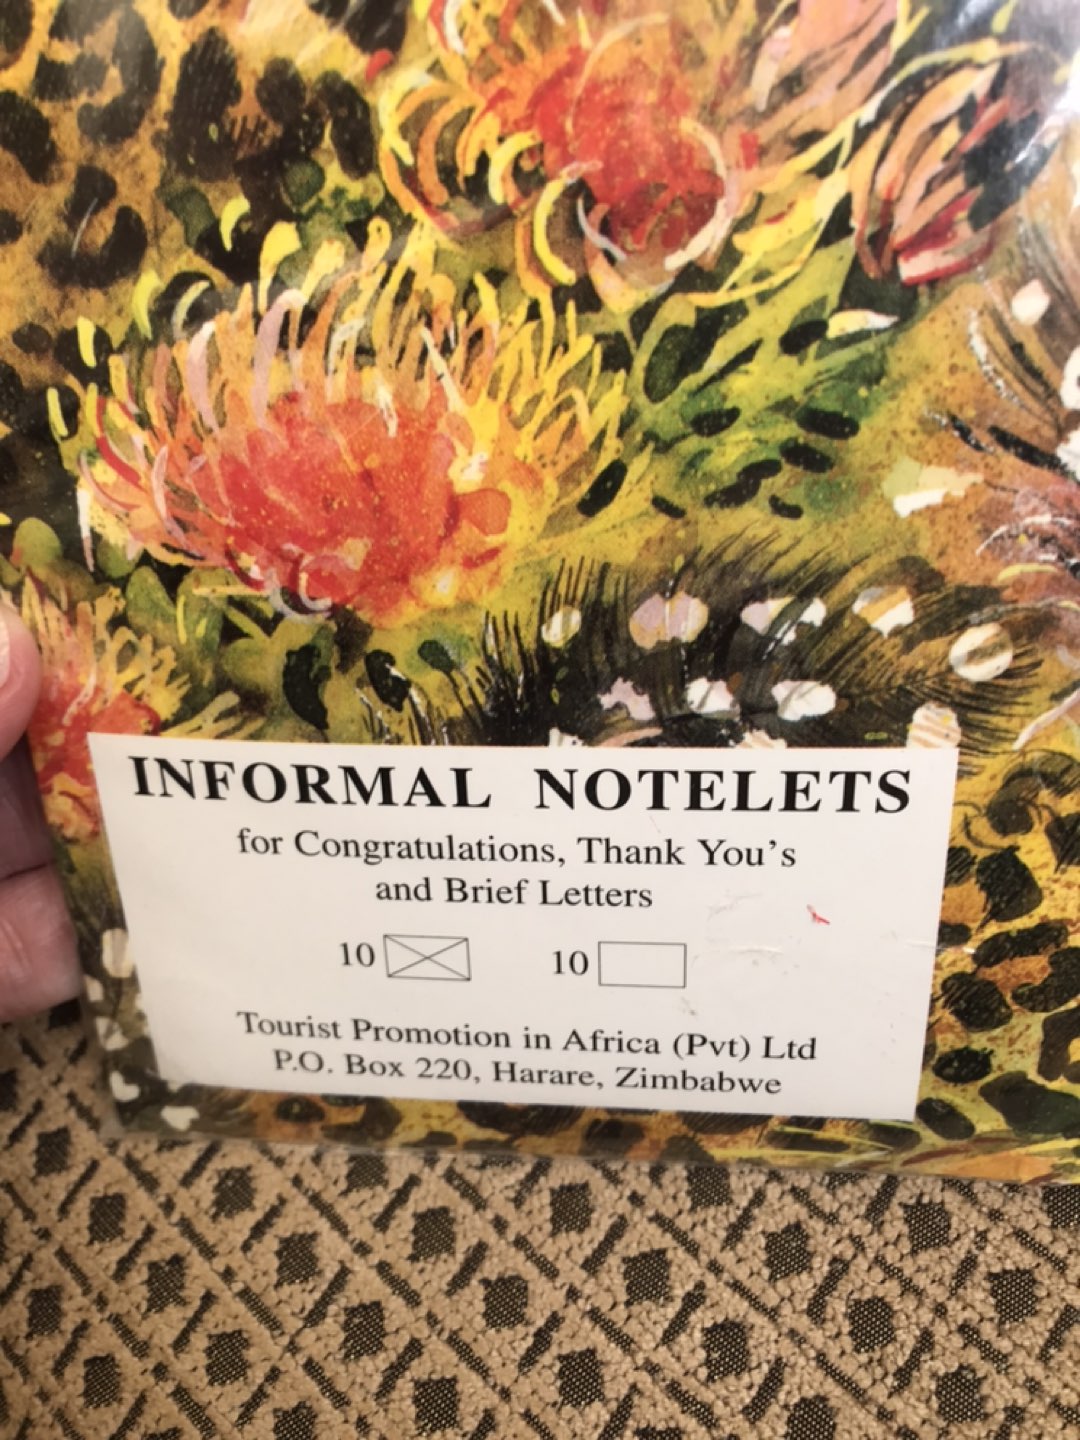 INFORMAL NOTELETS
for Congratulations, Thank You's
and Brief Letters
10 10
Tourist Promotion in Africa (Pvt) Ltd
P.O. Box 220, Harare, Zimbabwe